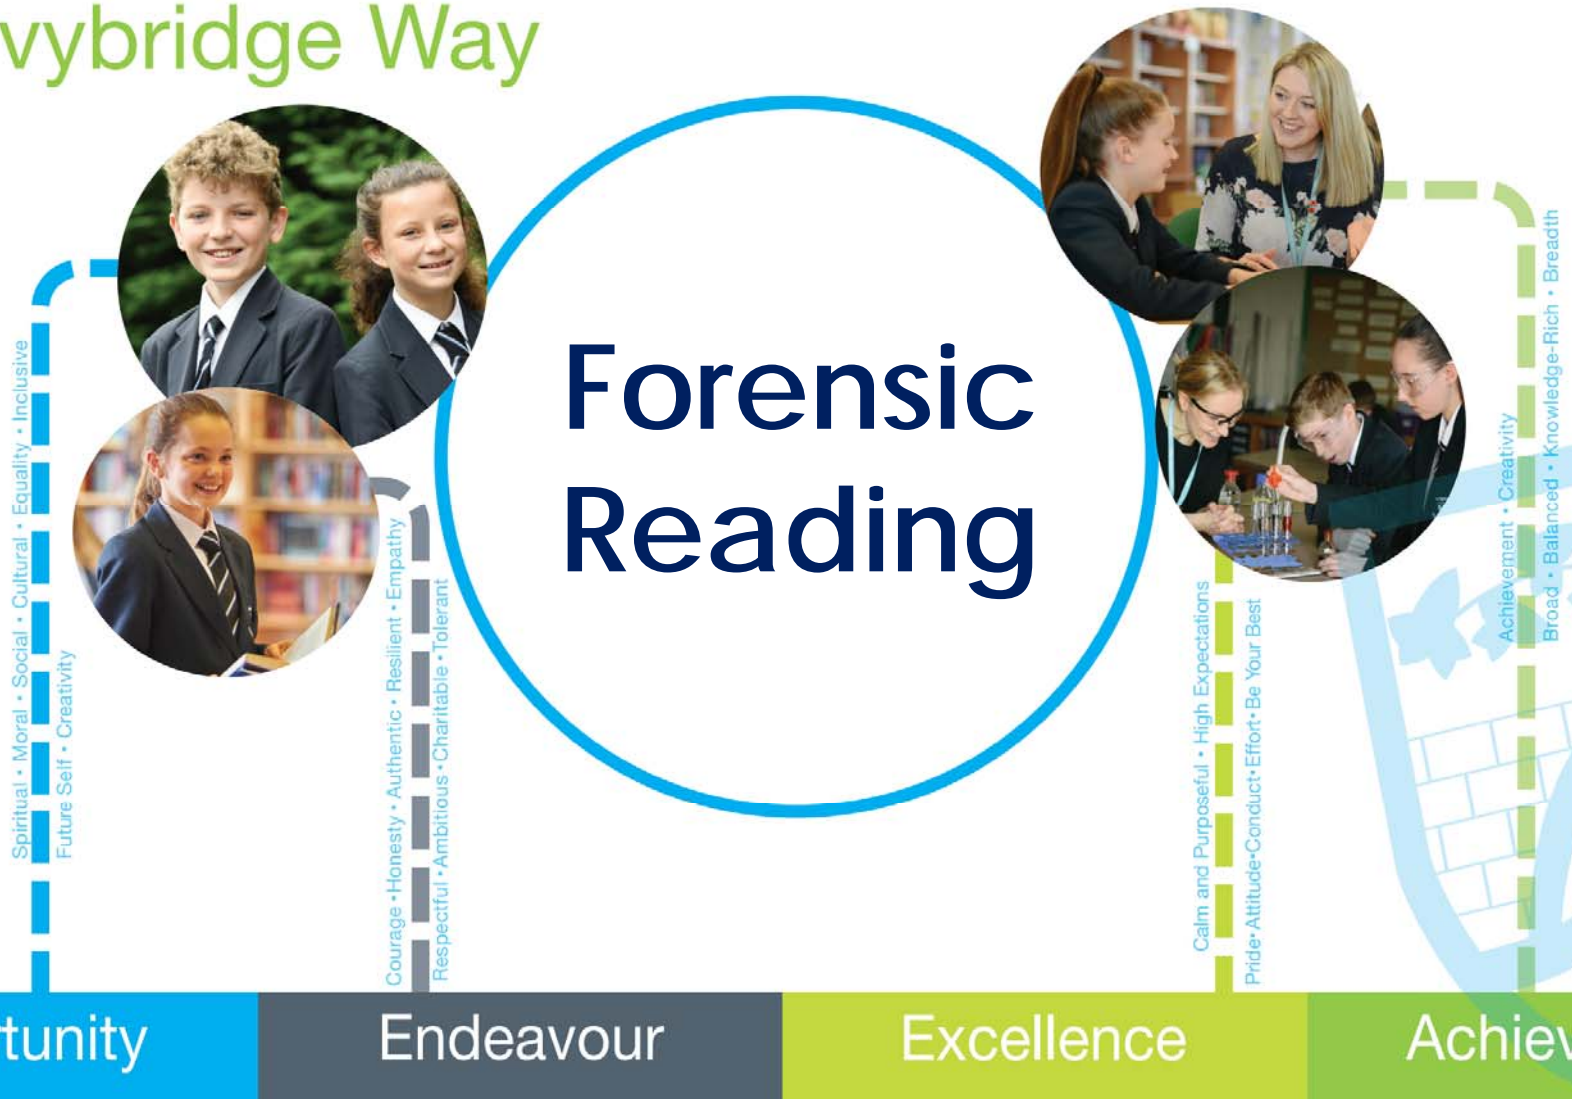 vybridge Way
Forensic
Reading
Spiritual • Moral • Social • Cultural • Equality • Inclusive
Future Self • Creativity
Courage • Honesty • Authentic • Resilient • Empathy
Respectful • Ambitious • Charitable • Tolerant
Calm and Purposeful • High Expectations
Pride • Attitude • Conduct • Effort • Be Your Best
Achievement • Creativity
Broad • Balanced • Knowledge-Rich • Breadth
tunity
Endeavour
Excellence
Achiev